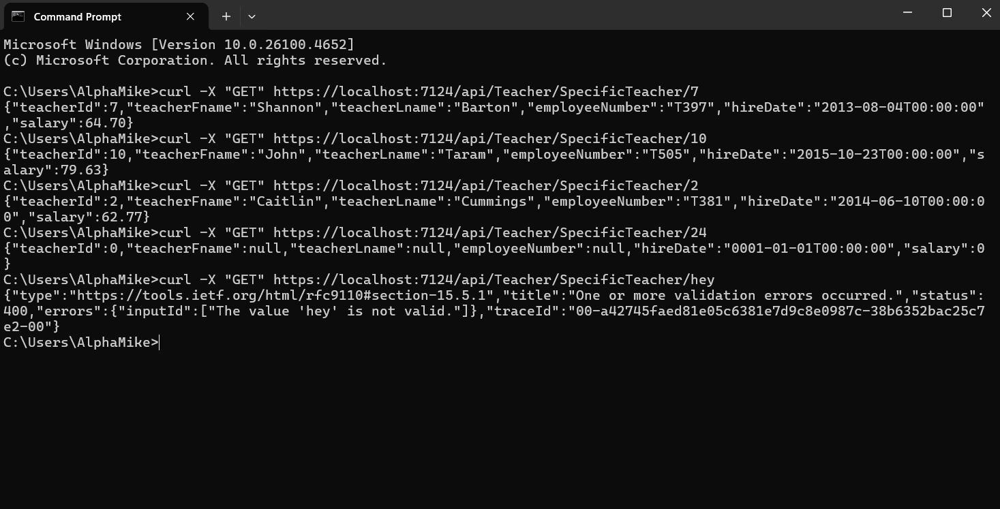 Command Prompt
Microsoft Windows [Version 10.0.26100.4652]
(c) Microsoft Corporation. All rights reserved.
C:\Users\AlphaMike>curl -X "GET" https://localhost:7124/api/Teacher/SpecificTeacher/7
{"teacherId":7,"teacherFname":"Shannon","teacherLname":"Barton","employeeNumber":"T397","hireDate":"2013-08-04T00:00:00"
,"salary":64.70}
C:\Users\AlphaMike>curl -X "GET" https://localhost:7124/api/Teacher/SpecificTeacher/10
{"teacherId":10,"teacherFname":"John","teacherLname":"Taram","employeeNumber":"T505","hireDate":"2015-10-23T00:00:00","s
alary":79.63}
C:\Users\AlphaMike>curl -X "GET" https://localhost:7124/api/Teacher/SpecificTeacher/2
{"teacherId":2,"teacherFname":"Caitlin","teacherLname":"Cummings","employeeNumber":"T381","hireDate":"2014-06-10T00:00:0
0","salary":62.77}
C:\Users\AlphaMike>curl -X "GET" https://localhost:7124/api/Teacher/SpecificTeacher/24
{"teacherId":0,"teacherFname":null,"teacherLname":null,"employeeNumber":null,"hireDate":"0001-01-01T00:00:00","salary":0
}
C:\Users\AlphaMike>curl -X "GET" https://localhost:7124/api/Teacher/SpecificTeacher/hey
{"type":"https://tools.ietf.org/html/rfc9110#section-15.5.1","title":"One or more validation errors occurred.","status":
400,"errors":{"inputId":["The value 'hey' is not valid."]},"traceId":"00-a42745faed81e05c6381e7d9c8e0987c-38b6352bac25c7
e2-00"}
C:\Users\AlphaMike>